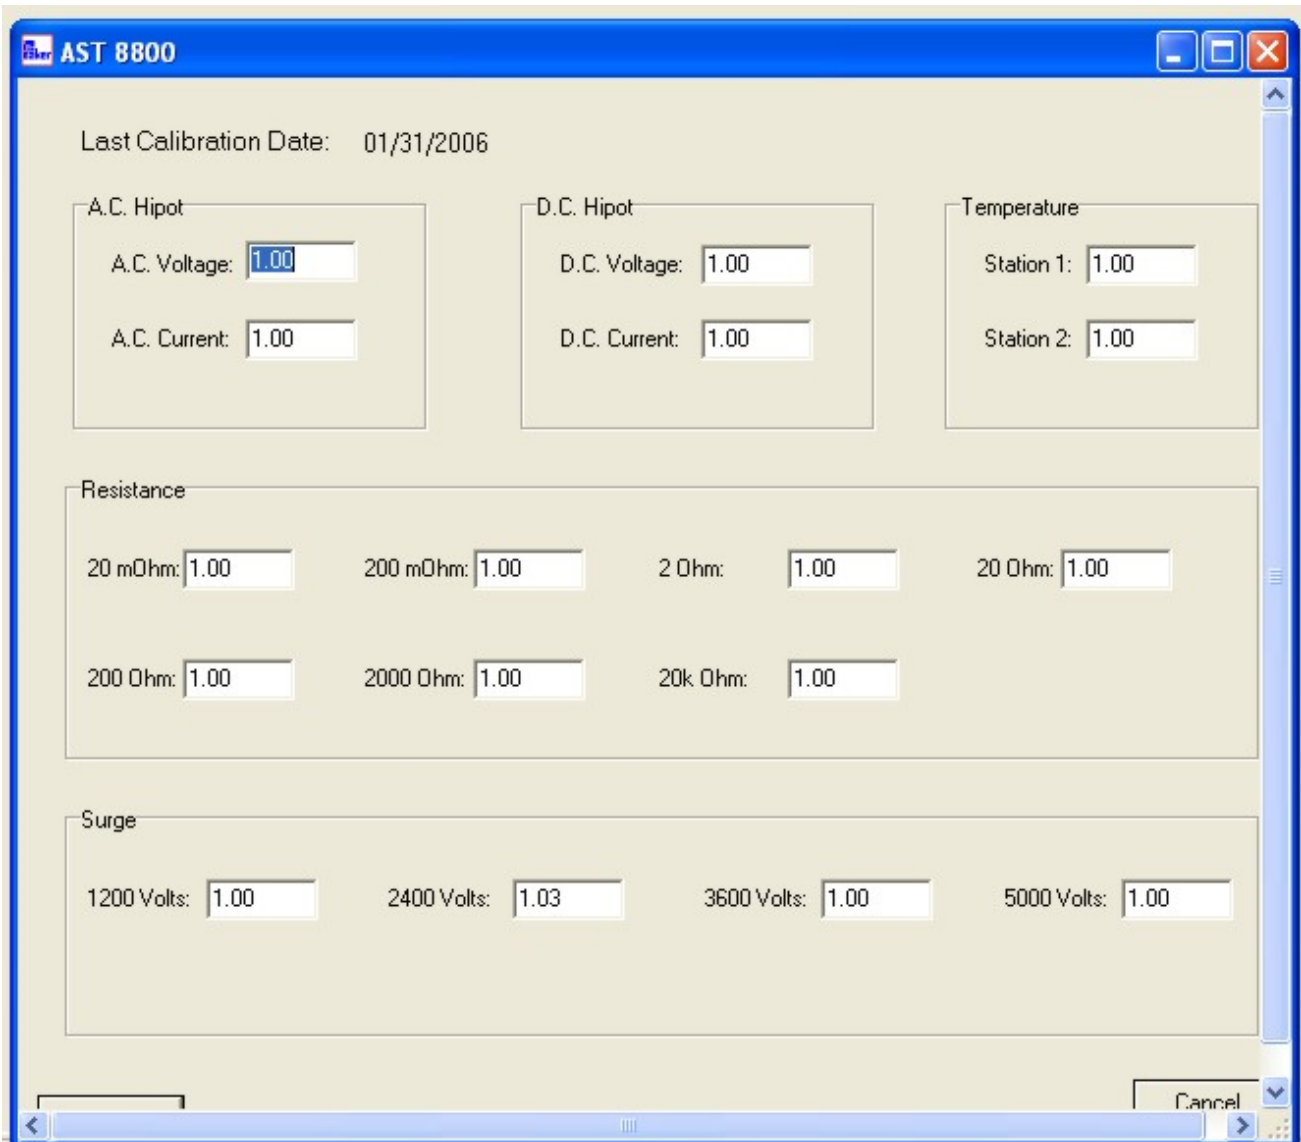 AST 8800
Last Calibration Date: 01/31/2006
A.C. Hipot D.C. Hipot Temperature
A.C. Voltage: 1.00 D.C. Voltage: 1.00 Station 1: 1.00
A.C. Current: 1.00 D.C. Current: 1.00 Station 2: 1.00
Resistance
20 mOhm: 1.00 200 mOhm: 1.00 2 Ohm: 1.00 20 Ohm: 1.00
200 Ohm: 1.00 2000 Ohm: 1.00 20k Ohm: 1.00
Surge
1200 Volts: 1.00 2400 Volts: 1.03 3600 Volts: 1.00 5000 Volts: 1.00
Cancel